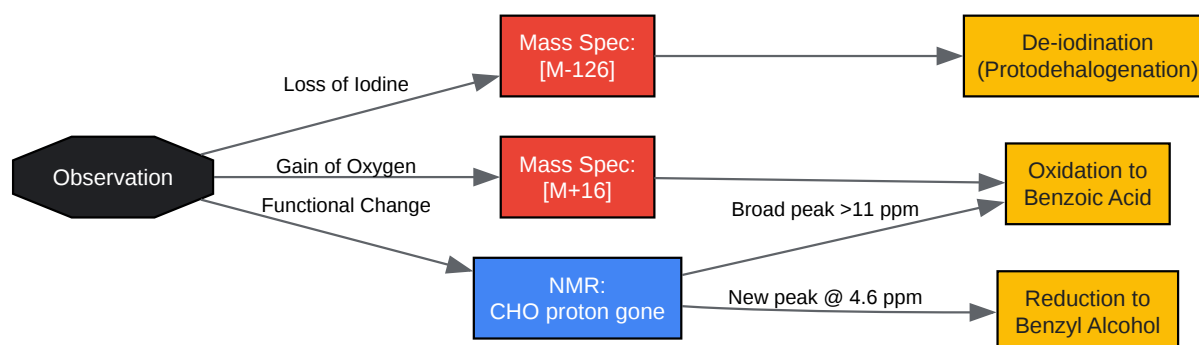 Mass Spec:
[M-126]
De-iodination
(Protodehalogenation)
Loss of Iodine
Observation
Gain of Oxygen
Mass Spec:
[M+16]
Oxidation to
Benzoic Acid
Functional Change
Broad peak >11 ppm
NMR:
CHO proton gone
New peak @ 4.6 ppm
Reduction to
Benzyl Alcohol